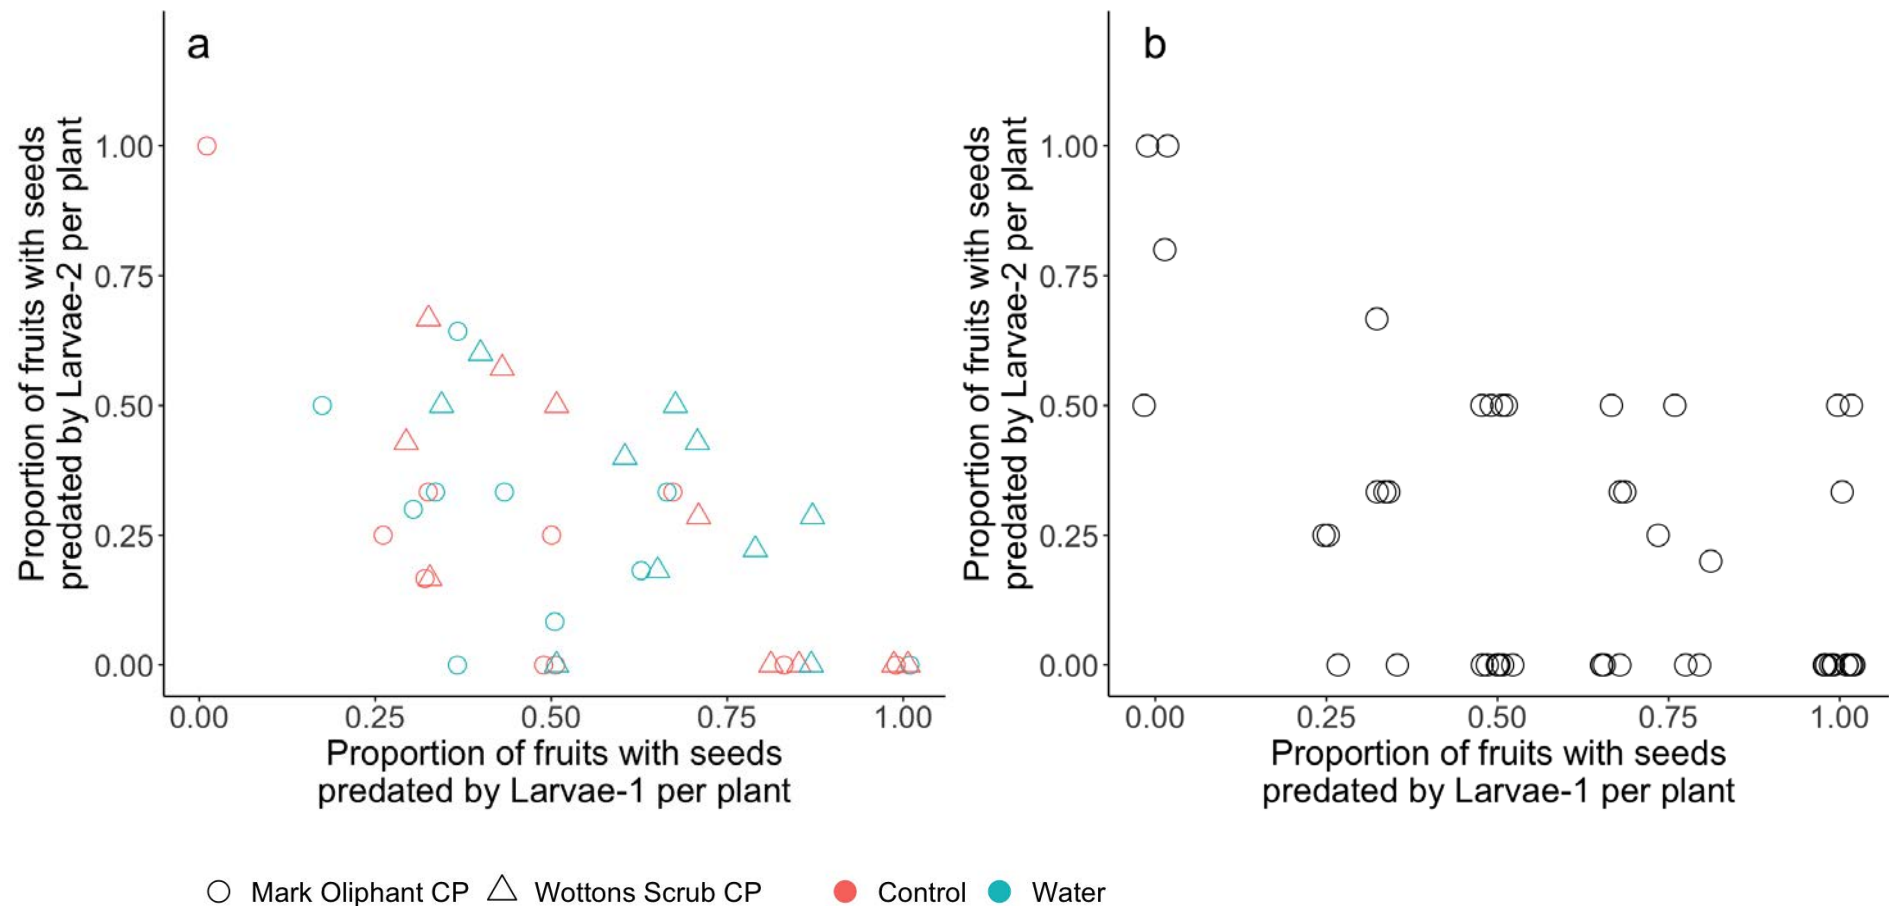 a
Proportion of fruits with seeds
predated by Larvae-2 per plant
1.00
0.75
0.50
0.25
0.00
0.00 0.25 0.50 0.75 1.00
Proportion of fruits with seeds
predated by Larvae-1 per plant
b
Proportion of fruits with seeds
predated by Larvae-2 per plant
1.00
0.75
0.50
0.25
0.00
0.00 0.25 0.50 0.75 1.00
Proportion of fruits with seeds
predated by Larvae-1 per plant
Mark Oliphant CP Wottons Scrub CP Control Water